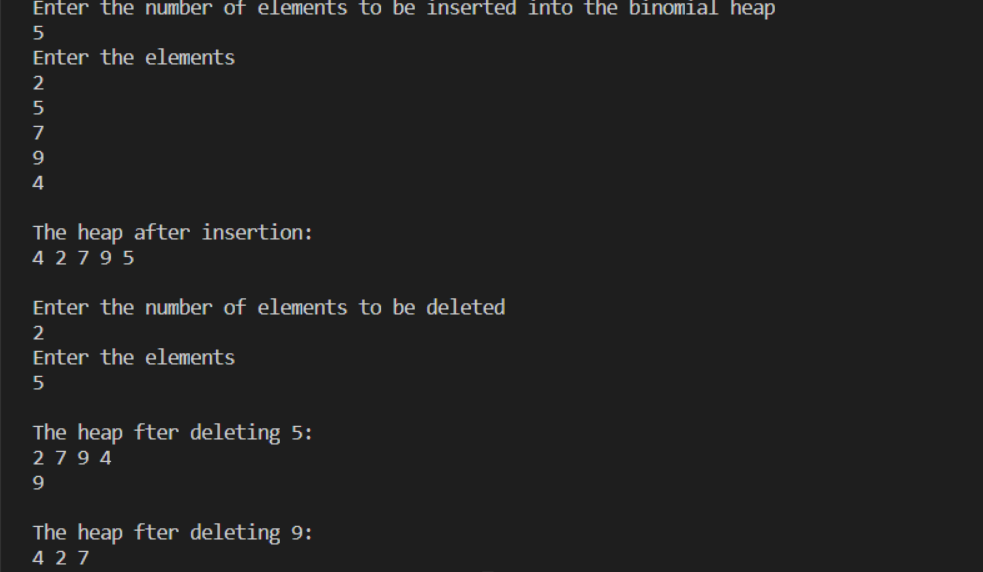 Enter the number of elements to be inserted into the binomial heap
5
Enter the elements
2
5
7
9
4
The heap after insertion:
4 2 7 9 5
Enter the number of elements to be deleted
2
Enter the elements
5
The heap fter deleting 5:
2 7 9 4
9
The heap fter deleting 9:
4 2 7